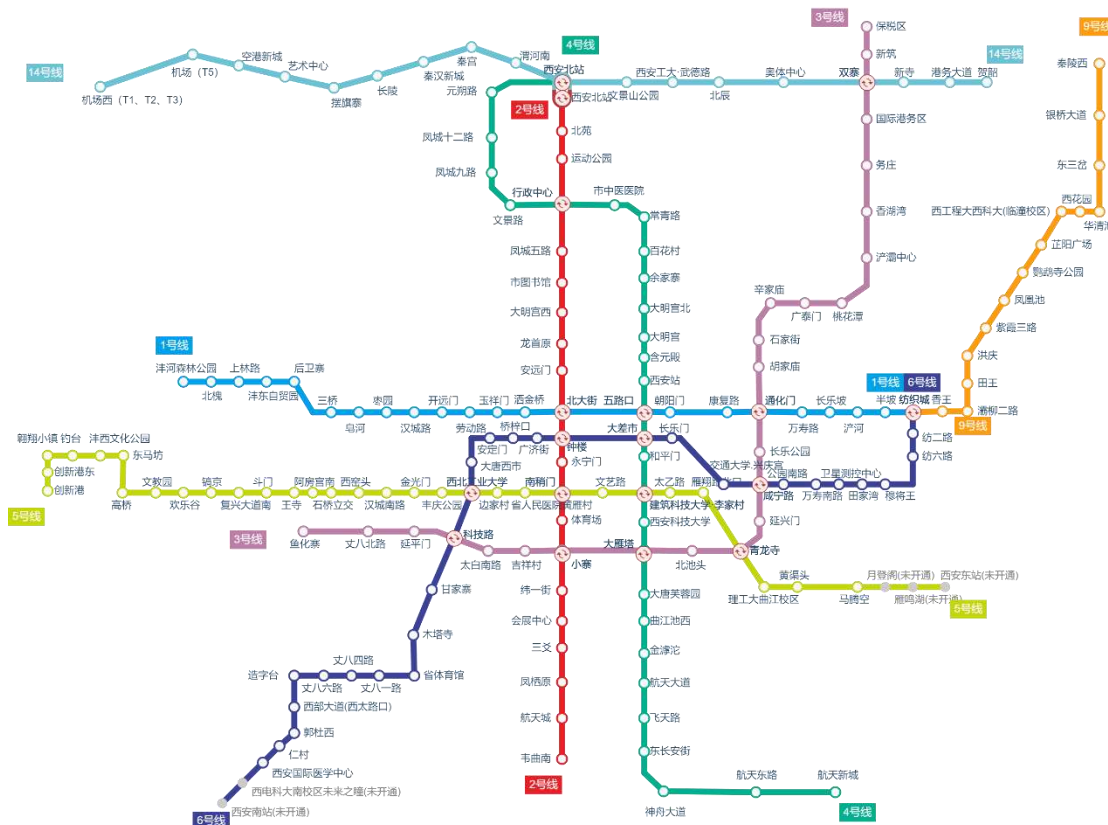 3号线
保税区
9号线
4号线
新筑
秦宫
渭河南
空港新城
西安北站
秦陵西
14号线
机场（T5）
艺术中心
秦汉新城
西安工大·武德路
奥体中心
双寨
14号线
长陵
元朔路
新寺
港务大道
贺韶
机场西（T1、T2、T3）
摆旗寨
文景山公园
北辰
西安北站
2号线
银桥大道
北苑
国际港务区
凤城十二路
运动公园
务庄
东三岔
凤城九路
行政中心
市中医医院
西花园
文景路
常青路
香湖湾
西工程大西科大(临潼校区)
华清池
凤城五路
百花村
浐灞中心
芷阳广场
市图书馆
余家寨
鹦鹉寺公园
辛家庙
大明宫西
大明宫北
广泰门
桃花潭
凤凰池
龙首原
大明宫
石家街
紫霞三路
1号线
含元殿
沣河森林公园
上林路
后卫寨
安远门
胡家庙
洪庆
北槐
沣东自贸园
西安站
1号线
6号线
田王
三桥
枣园
开远门
玉祥门
洒金桥
北大街
五路口
朝阳门
康复路
通化门
长乐坡
半坡
纺织城
香王
灞柳二路
皂河
汉城路
劳动路
桥梓口
万寿路
浐河
9号线
翱翔小镇
钓台
沣西文化公园
安定门
广济街
钟楼
大差市
长乐门
纺二路
东马坊
大唐西市
永宁门
和平门
长乐公园
纺六路
创新港东
交通大学·兴庆宫
创新港
文教园
镐京
斗门
阿房宫南
西窑头
金光门
西北工业大学
南稍门
文艺路
太乙路
公园南路
卫星测控中心
5号线
高桥
欢乐谷
复兴大道南
王寺
石桥立交
汉城南路
丰庆公园
边家村
省人民医院
黄雁村
建筑科技大学·李家村
咸宁路
万寿南路
田家湾
穆将王
3号线
体育场
西安科技大学
延兴门
鱼化寨
丈八北路
延平门
科技路
大雁塔
太白南路
吉祥村
小寨
北池头
青龙寺
黄渠头
月登阁(未开通)
西安东站(未开通)
甘家寨
纬一街
大唐芙蓉园
理工大曲江校区
马腾空
雁鸣湖(未开通)
5号线
会展中心
曲江池西
木塔寺
三爻
金滹沱
造字台
丈八四路
省体育馆
凤栖原
航天大道
丈八六路
丈八一路
西部大道(西太路口)
航天城
飞天路
郭杜西
仁村
韦曲南
东长安街
西安国际医学中心
2号线
航天东路
航天新城
西电科大南校区未来之瞳(未开通)
神舟大道
4号线
西安南站(未开通)
6号线